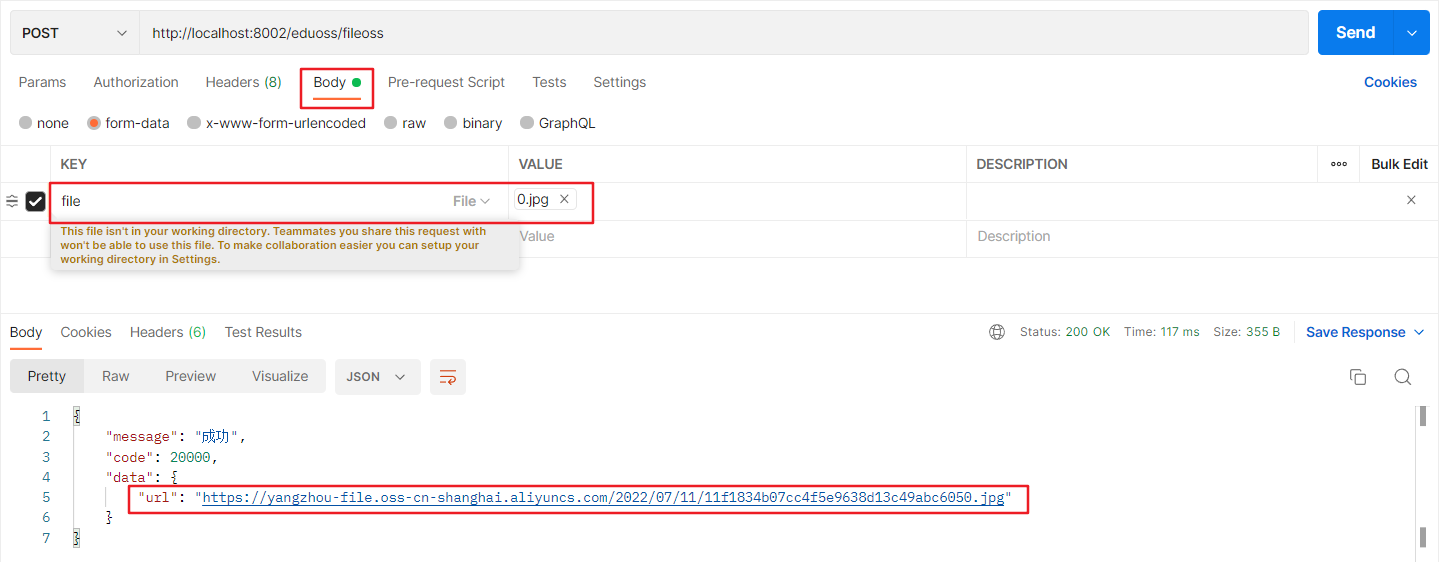 POST http://localhost:8002/eduoss/fileoss Send
Params Authorization Headers (8) Body Pre-request Script Tests Settings Cookies
none form-data x-www-form-urlencoded raw binary GraphQL
KEY VALUE DESCRIPTION ooo Bulk Edit
file File 0.jpg ×
This file isn't in your working directory. Teammates you share this request with
won't be able to use this file. To make collaboration easier you can setup your
working directory in Settings.
Value Description
Body Cookies Headers (6) Test Results Status: 200 OK Time: 117 ms Size: 355 B Save Response
Pretty Raw Preview Visualize JSON
1 {
2 "message": "成功",
3 "code": 20000,
4 "data": {
5 "url": "https://yangzhou-file.oss-cn-shanghai.aliyuncs.com/2022/07/11/11f1834b07cc4f5e9638d13c49abc6050.jpg"
6 }
7 }